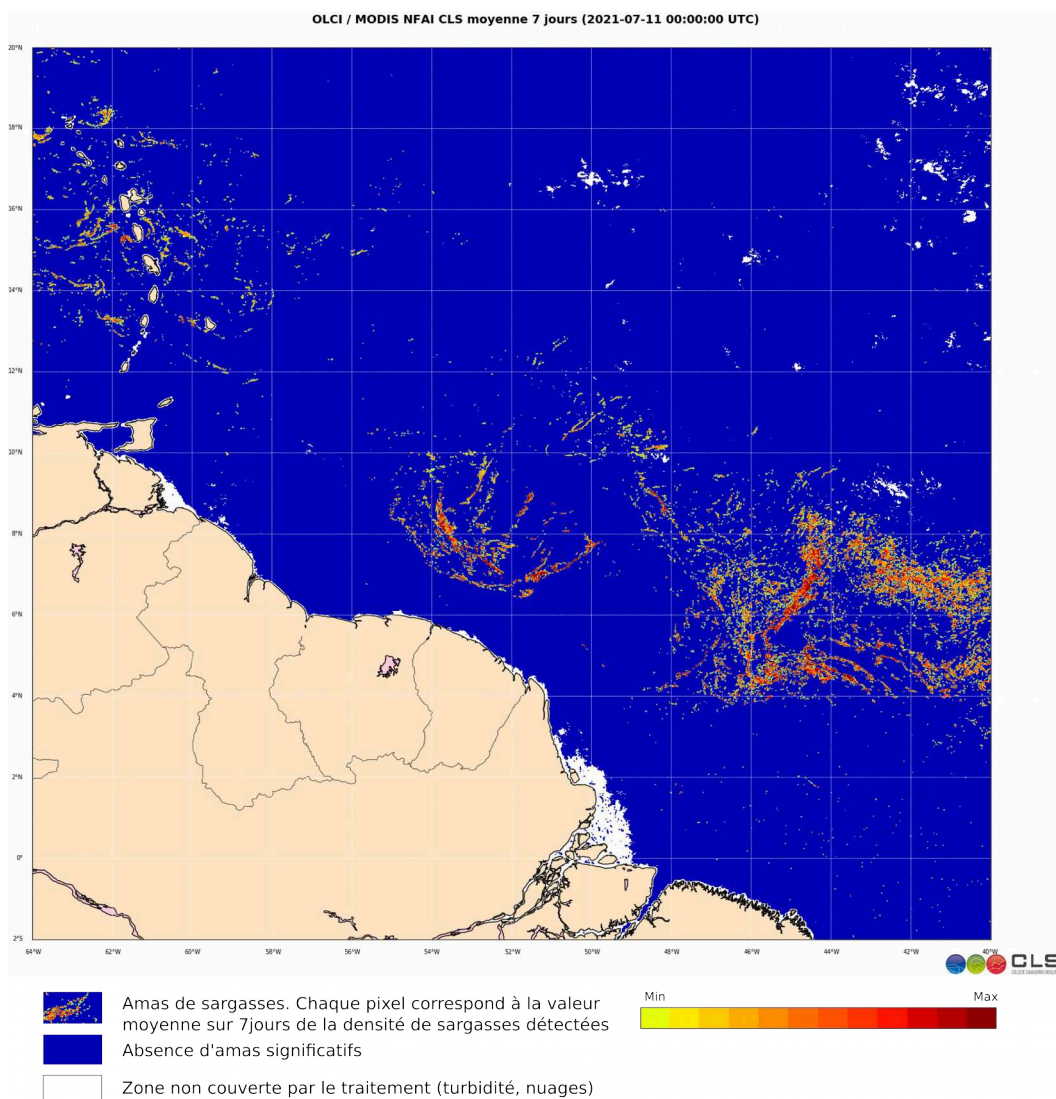 OLCI / MODIS NFAI CLS moyenne 7 jours (2021-07-11 00:00:00 UTC)
20°N
18°N
16°N
14°N
12°N
10°N
8°N
6°N
4°N
2°N
0°
2°S
64°W 62°W 60°W 58°W 56°W 54°W 52°W 50°W 48°W 46°W 44°W 42°W 40°W
CLS
Amas de sargasses. Chaque pixel correspond à la valeur
moyenne sur 7jours de la densité de sargasses détectées
Min Max
Absence d'amas significatifs
Zone non couverte par le traitement (turbidité, nuages)